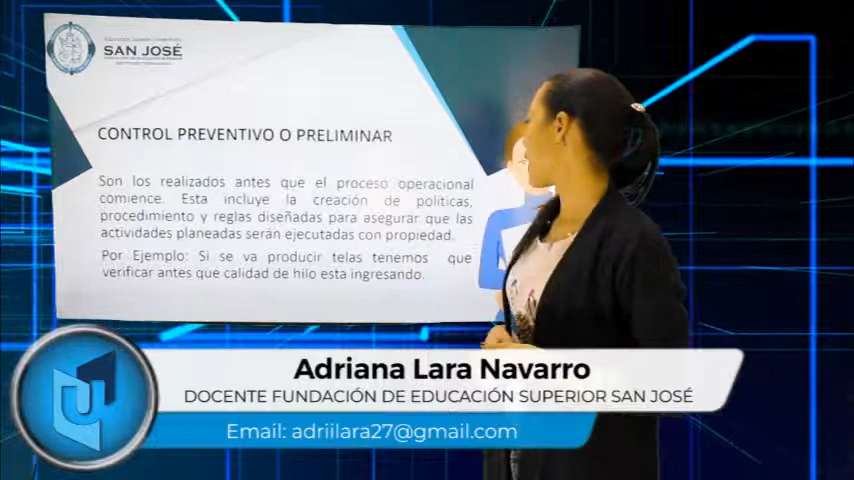 SAN JOSÉ
CONTROL PREVENTIVO O PRELIMINAR
Son los realizados antes que el proceso operacional
comience. Esta incluye la creación de políticas,
procedimiento y reglas diseñadas para asegurar que las
actividades planeadas serán ejecutadas con propiedad.
Por Ejemplo: Si se va producir telas tenemos que
verificar antes que calidad de hilo esta ingresando.
Adriana Lara Navarro
DOCENTE FUNDACIÓN DE EDUCACIÓN SUPERIOR SAN JOSÉ
Email: adriilara27@gmail.com